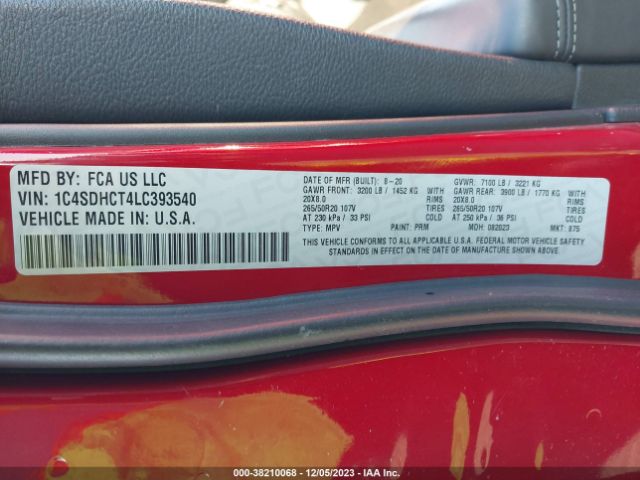 MFD BY: FCA US LLC
VIN: 1C4SDHCT4LC393540
VEHICLE MADE IN U.S.A.
DATE OF MFR (BUILT): 8-20 GVWR: 7100 LB / 3221 KG
GAWR FRONT: 3200 LB / 1452 KG GAWR REAR: 3900 LB / 1770 KG
20X8.0 RIMS 20X8.0 RIMS
265/50R20 107V TIRES 265/50R20 107V TIRES
AT 230 kPa / 33 PSI COLD AT 250 kPa / 36 PSI COLD
TYPE: MPV PAINT: PRM MDH: 082023 MKT: 875
THIS VEHICLE CONFORMS TO ALL APPLICABLE U.S.A. FEDERAL MOTOR VEHICLE SAFETY
STANDARDS IN EFFECT ON THE DATE OF MANUFACTURE SHOWN ABOVE
000-38210068 - 12/05/2023 - IAA Inc.